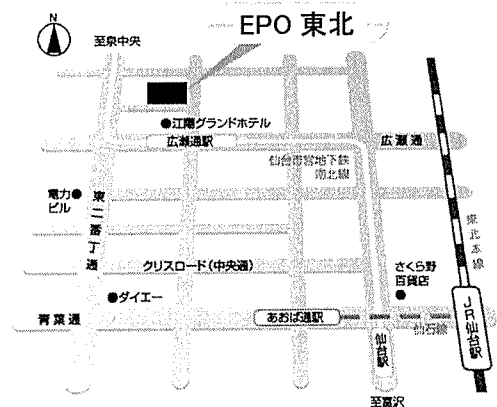 EPO 東北
N
至泉中央
江陽グランドホテル
広瀬通駅
広瀬通
仙台市営地下鉄
南北線
電力
ビル
東二番丁通
東北本線
クリスロード(中央通)
さくら野
百貨店
ダイエー
青葉通
あおば通駅
仙石線
仙台駅
JR仙台駅
至富沢